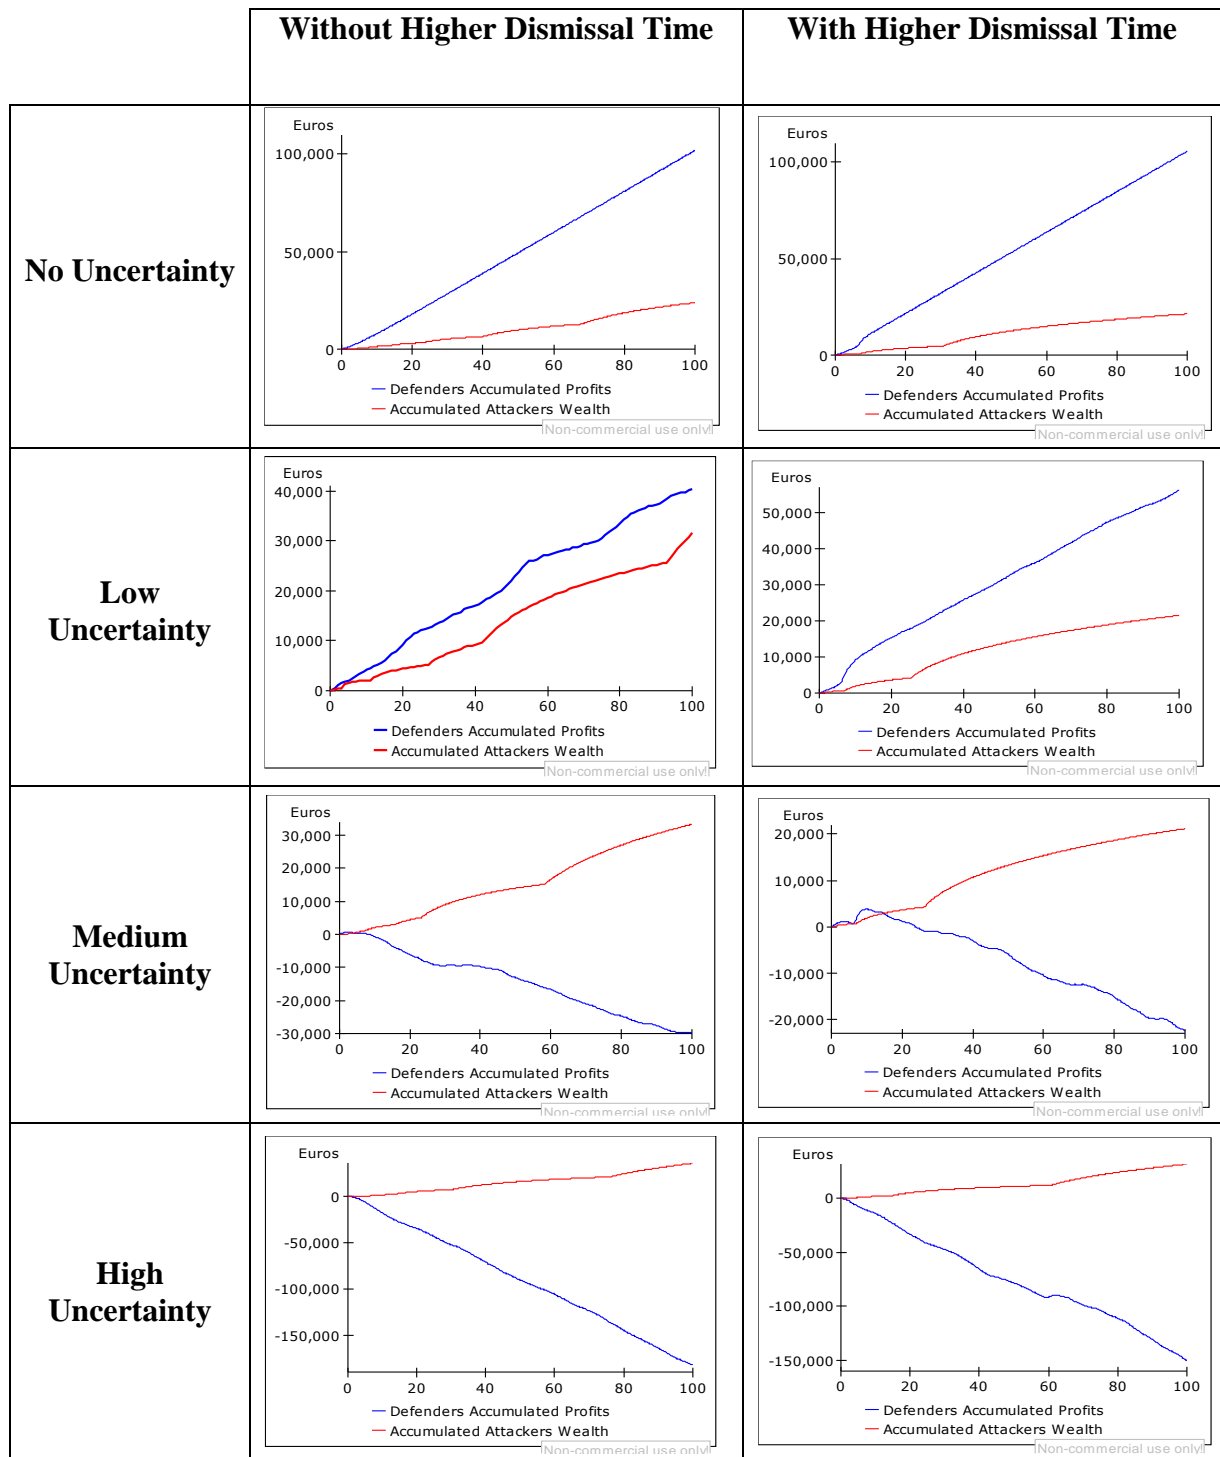 Without Higher Dismissal Time
With Higher Dismissal Time
No Uncertainty
Euros
100,000
50,000
0
0 20 40 60 80 100
Defenders Accumulated Profits
Accumulated Attackers Wealth
Non-commercial use only!
Euros
100,000
50,000
0
0 20 40 60 80 100
Defenders Accumulated Profits
Accumulated Attackers Wealth
Non-commercial use only!
Low
Uncertainty
Euros
40,000
30,000
20,000
10,000
0
0 20 40 60 80 100
Defenders Accumulated Profits
Accumulated Attackers Wealth
Non-commercial use only!
Euros
50,000
40,000
30,000
20,000
10,000
0
0 20 40 60 80 100
Defenders Accumulated Profits
Accumulated Attackers Wealth
Non-commercial use only!
Medium
Uncertainty
Euros
30,000
20,000
10,000
0
-10,000
-20,000
-30,000
0 20 40 60 80 100
Defenders Accumulated Profits
Accumulated Attackers Wealth
Non-commercial use only!
Euros
20,000
10,000
0
-10,000
-20,000
0 20 40 60 80 100
Defenders Accumulated Profits
Accumulated Attackers Wealth
Non-commercial use only!
High
Uncertainty
Euros
0
-50,000
-100,000
-150,000
0 20 40 60 80 100
Defenders Accumulated Profits
Accumulated Attackers Wealth
Non-commercial use only!
Euros
0
-50,000
-100,000
-150,000
0 20 40 60 80 100
Defenders Accumulated Profits
Accumulated Attackers Wealth
Non-commercial use only!